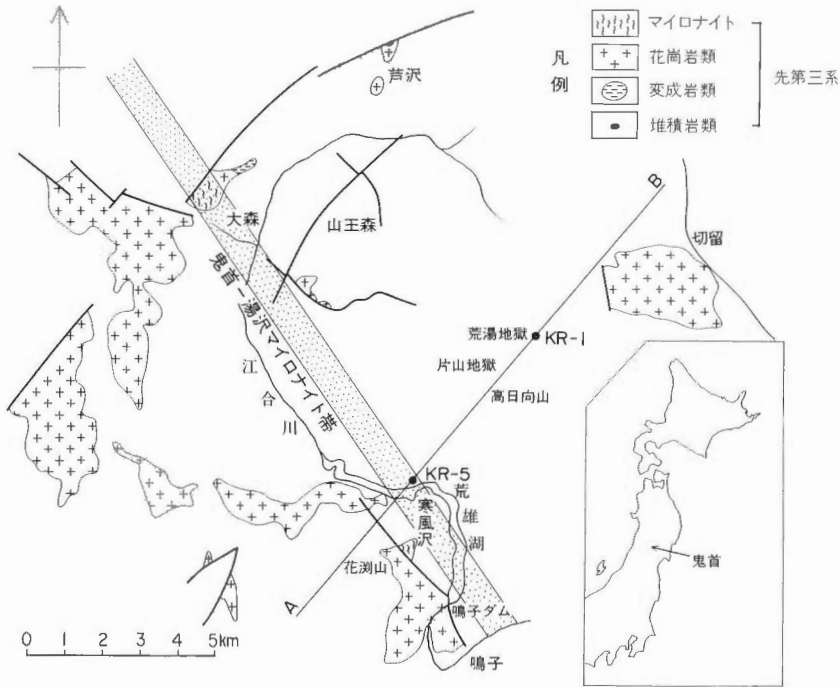 凡例
マイロナイト
花崗岩類
変成岩類
堆積岩類
先第三系
芦沢
大森
山王森
B
切留
荒湯地獄
KR-1
片山地獄
高日向山
鬼首ー湯沢マイロナイト帯
江合川
KR-5
荒雄湖
寒風沢
花渕山
A
鳴子ダム
鳴子
鬼首
0 1 2 3 4 5km